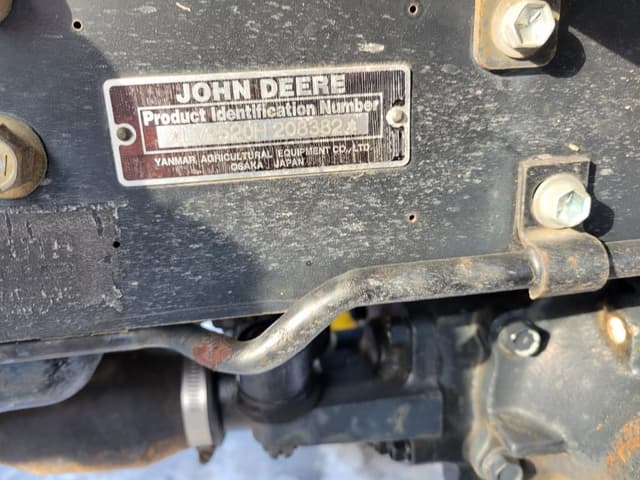 JOHN DEERE
Product Identification Number
YANMAR AGRICULTURAL EQUIPMENT CO., LTD.
OSAKA JAPAN